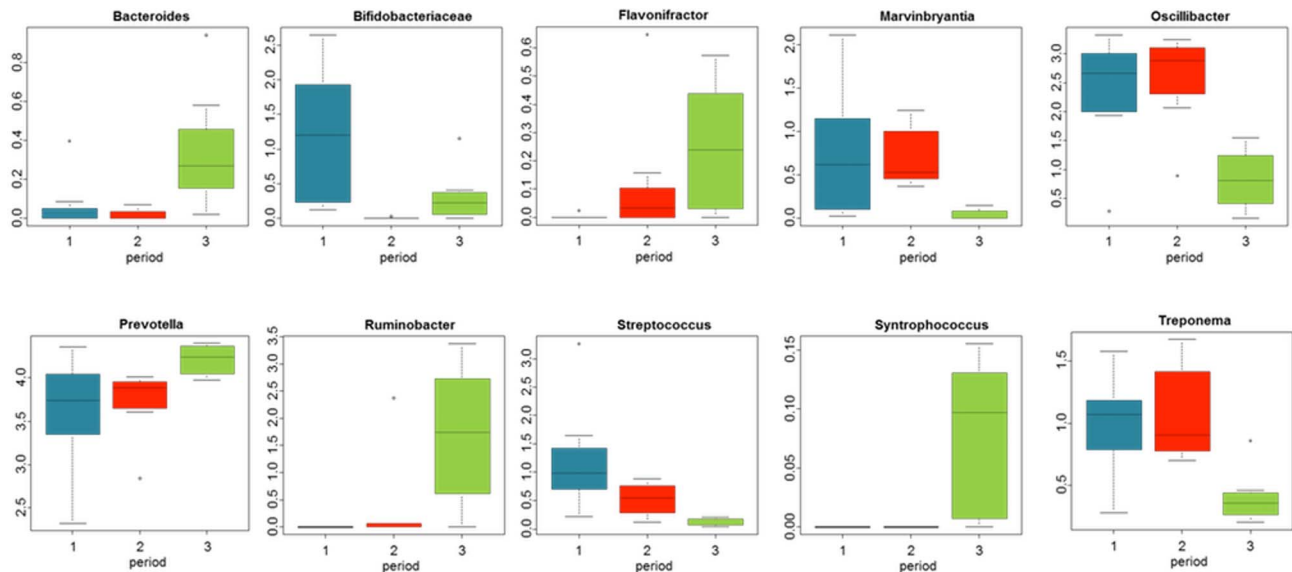 Bacteroides
0.8
0.6
0.4
0.2
0.0
1 2 3
period
Bifidobacteriaceae
2.5
2.0
1.5
1.0
0.5
0.0
1 2 3
period
Flavonifractor
0.6
0.5
0.4
0.3
0.2
0.1
0.0
1 2 3
period
Marvinbryantia
2.0
1.5
1.0
0.5
0.0
1 2 3
period
Oscillibacter
3.0
2.5
2.0
1.5
1.0
0.5
1 2 3
period
Prevotella
4.0
3.5
3.0
2.5
1 2 3
period
Ruminobacter
3.5
3.0
2.5
2.0
1.5
1.0
0.5
0.0
1 2 3
period
Streptococcus
3.0
2.5
2.0
1.5
1.0
0.5
0.0
1 2 3
period
Syntrophococcus
0.15
0.10
0.05
0.00
1 2 3
period
Treponema
1.5
1.0
0.5
1 2 3
period